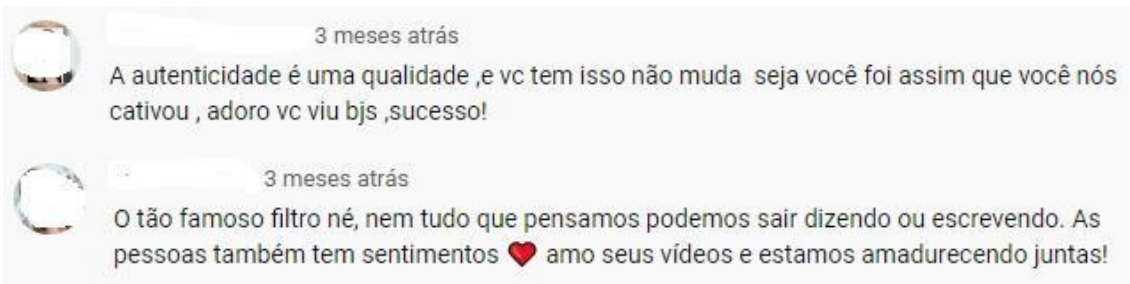 3 meses atrás
A autenticidade é uma qualidade ,e vc tem isso não muda  seja você foi assim que você nós
cativou , adoro vc viu bjs ,sucesso!
3 meses atrás
O tão famoso filtro né, nem tudo que pensamos podemos sair dizendo ou escrevendo. As
pessoas também tem sentimentos ❤ amo seus vídeos e estamos amadurecendo juntas!